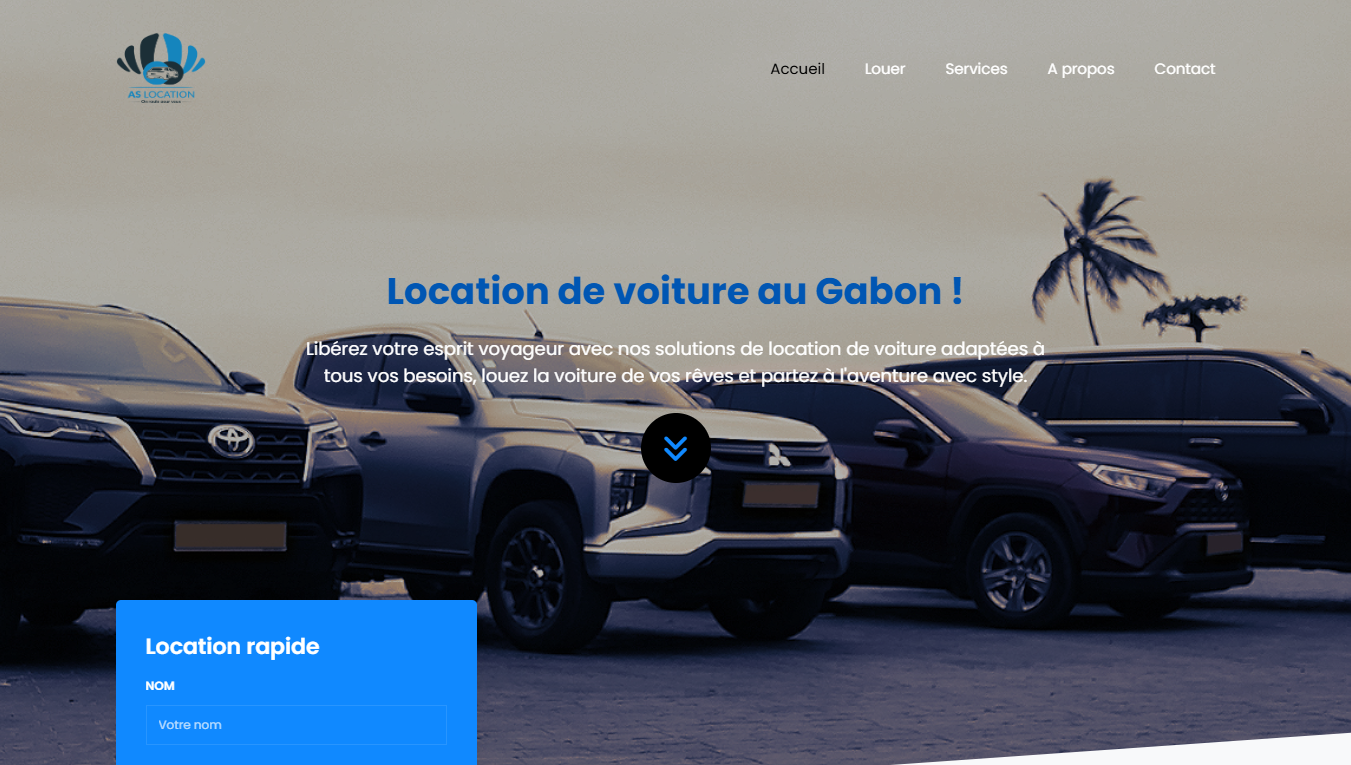 AS LOCATION
Accueil
Louer
Services
A propos
Contact
Location de voiture au Gabon !
Libérez votre esprit voyageur avec nos solutions de location de voiture adaptées à
tous vos besoins, louez la voiture de vos rêves et partez à l'aventure avec style.
Location rapide
NOM
Votre nom